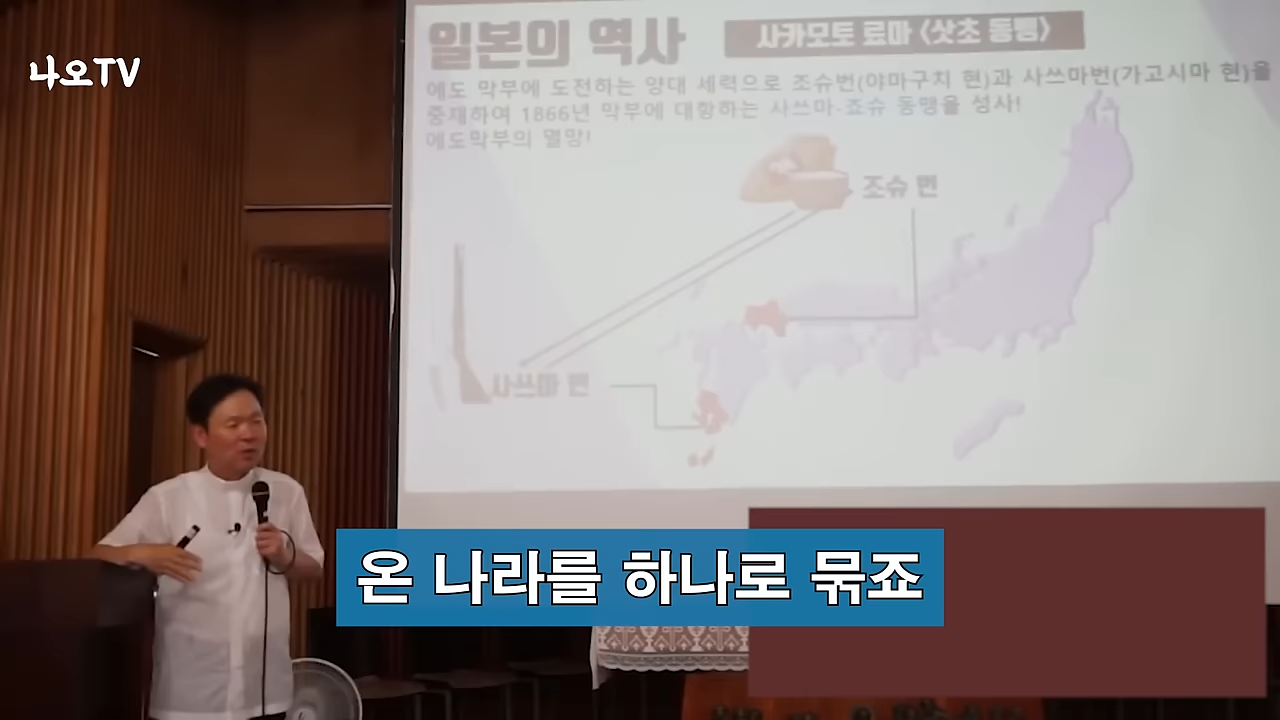 나오TV
일본의 역사
사카모토 료마 <삿초 동맹>
에도 막부에 도전하는 양대 세력으로 조슈번(야마구치 현)과 사쓰마번(가고시마 현)을
중재하여 1866년 막부에 대항하는 사쓰마-죠슈 동맹을 성사!
에도막부의 멸망!
조슈 번
사쓰마 번
온 나라를 하나로 묶죠